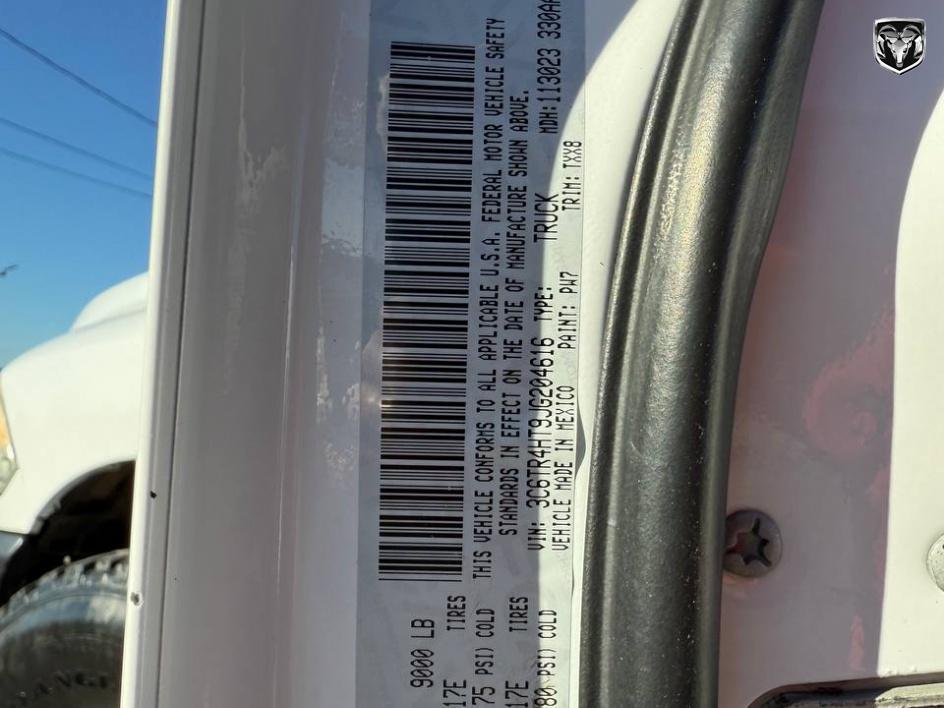 9000 LB
17E TIRES
75 PSI) COLD
17E TIRES
80 PSI) COLD
THIS VEHICLE CONFORMS TO ALL APPLICABLE U.S.A. FEDERAL MOTOR VEHICLE SAFETY
STANDARDS IN EFFECT ON THE DATE OF MANUFACTURE SHOWN ABOVE.
VIN: 3C6TR4HT9JG204616 TYPE: TRUCK MDH:113023 330AA
VEHICLE MADE IN MEXICO PAINT: PW7 TRIM: TXX8